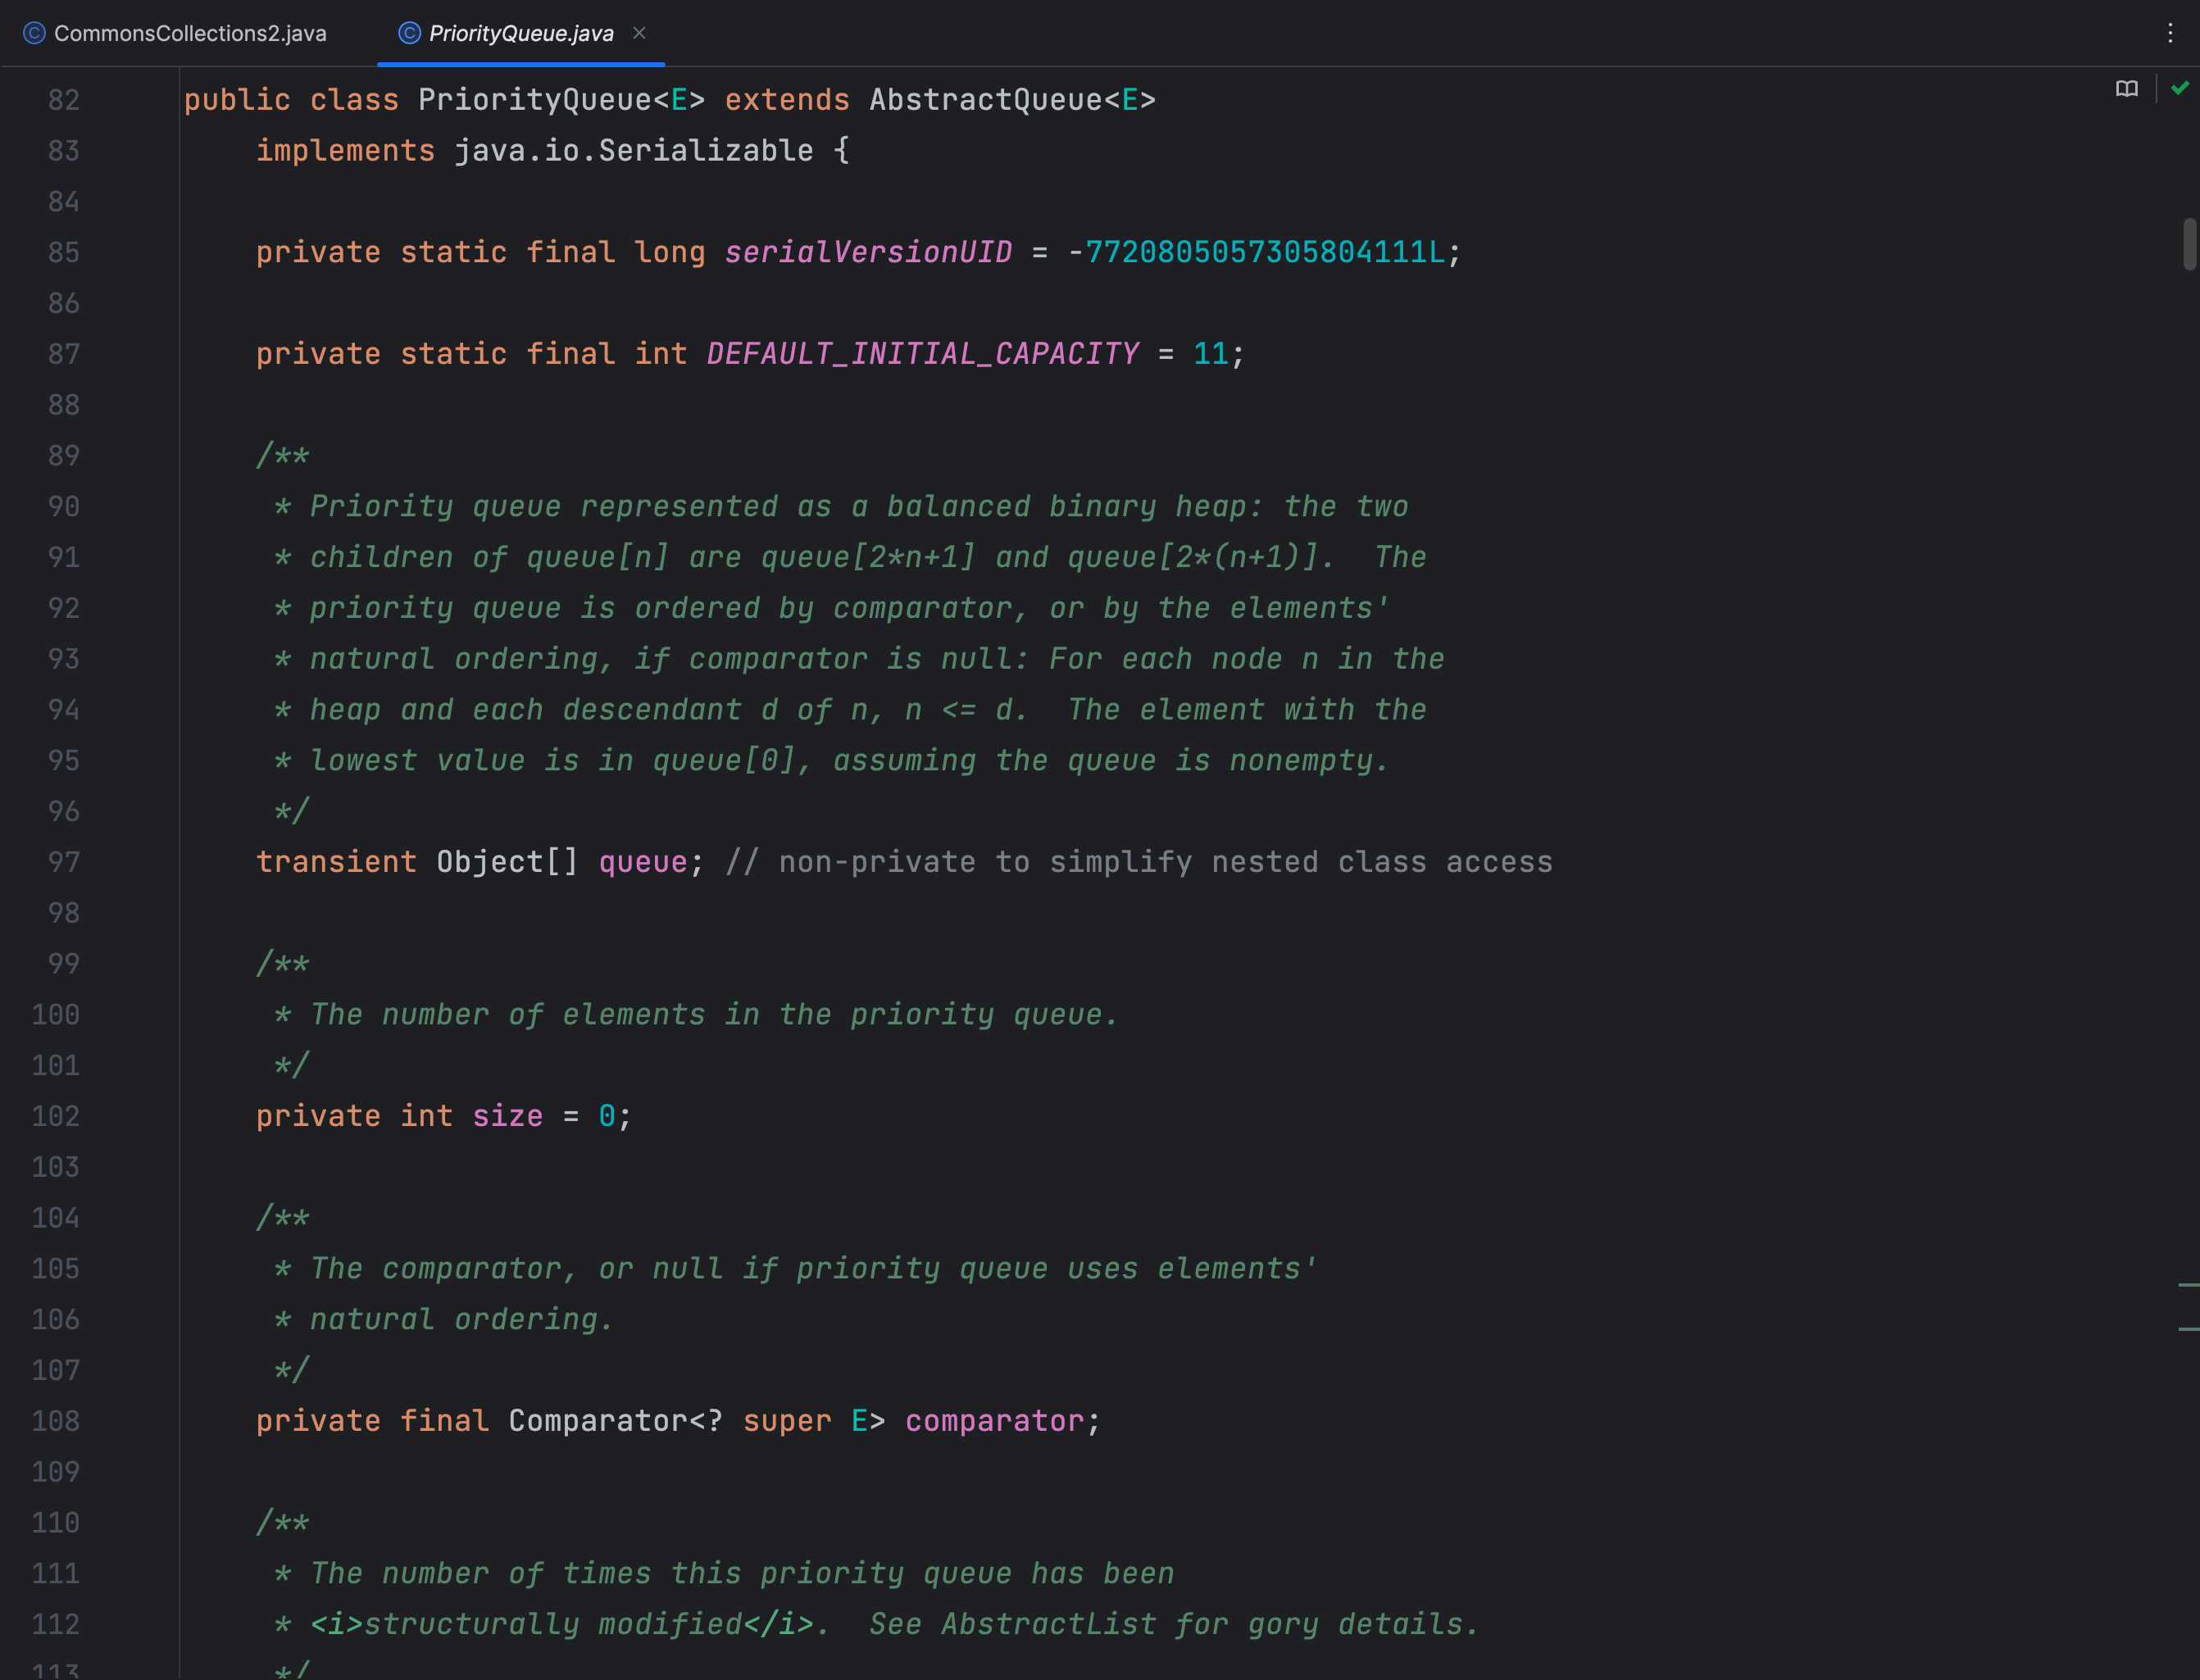 CommonsCollections2.java
PriorityQueue.java
82 public class PriorityQueue<E> extends AbstractQueue<E>
83     implements java.io.Serializable {
84
85     private static final long serialVersionUID = -7720805057305804111L;
86
87     private static final int DEFAULT_INITIAL_CAPACITY = 11;
88
89     /**
90      * Priority queue represented as a balanced binary heap: the two
91      * children of queue[n] are queue[2*n+1] and queue[2*(n+1)].  The
92      * priority queue is ordered by comparator, or by the elements'
93      * natural ordering, if comparator is null: For each node n in the
94      * heap and each descendant d of n, n <= d.  The element with the
95      * lowest value is in queue[0], assuming the queue is nonempty.
96      */
97     transient Object[] queue; // non-private to simplify nested class access
98
99     /**
100      * The number of elements in the priority queue.
101      */
102     private int size = 0;
103
104     /**
105      * The comparator, or null if priority queue uses elements'
106      * natural ordering.
107      */
108     private final Comparator<? super E> comparator;
109
110     /**
111      * The number of times this priority queue has been
112      * <i>structurally modified</i>.  See AbstractList for gory details.
113      */